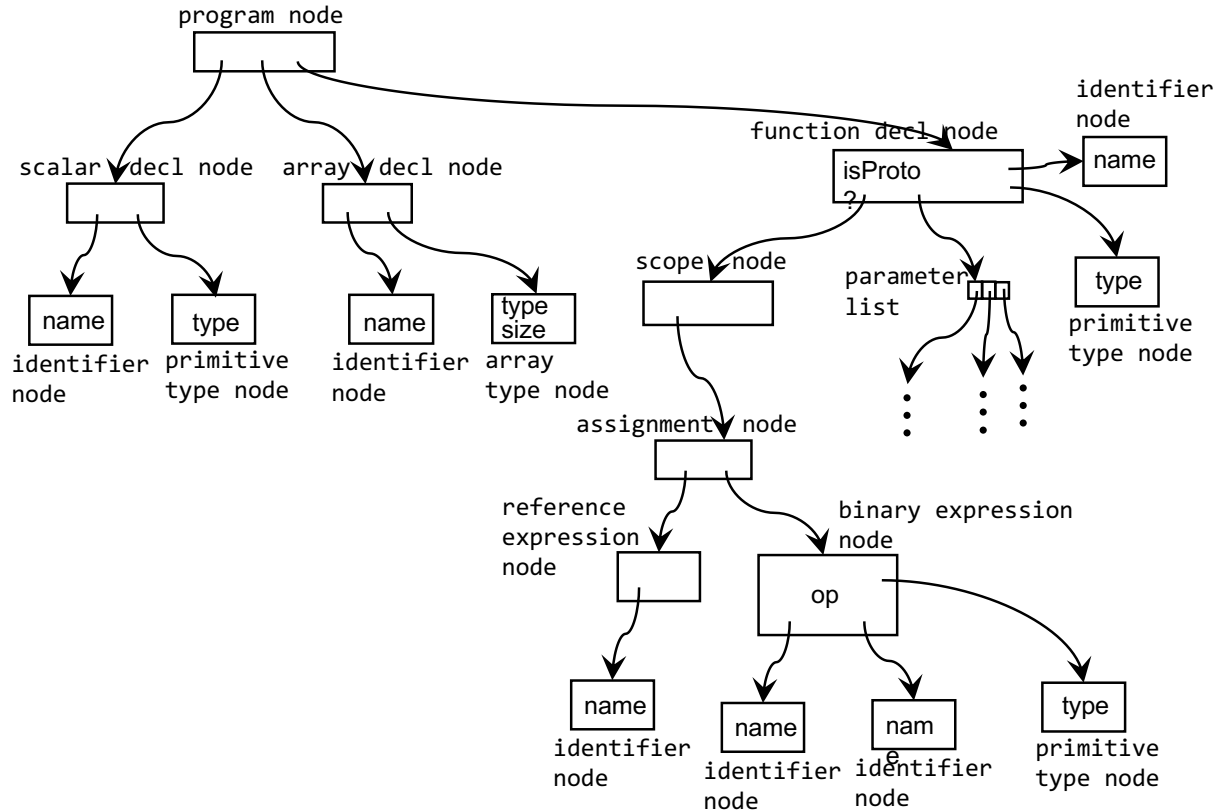 program node
identifier
node
function decl node
name
isProto
?
scalar decl node
array decl node
scope node
parameter
list
type
primitive
type node
name
type
name
type
size
identifier
node
primitive
type node
identifier
node
array
type node
assignment node
reference
expression
node
binary expression
node
op
name
name
nam
e
type
identifier
node
identifier
node
identifier
node
primitive
type node